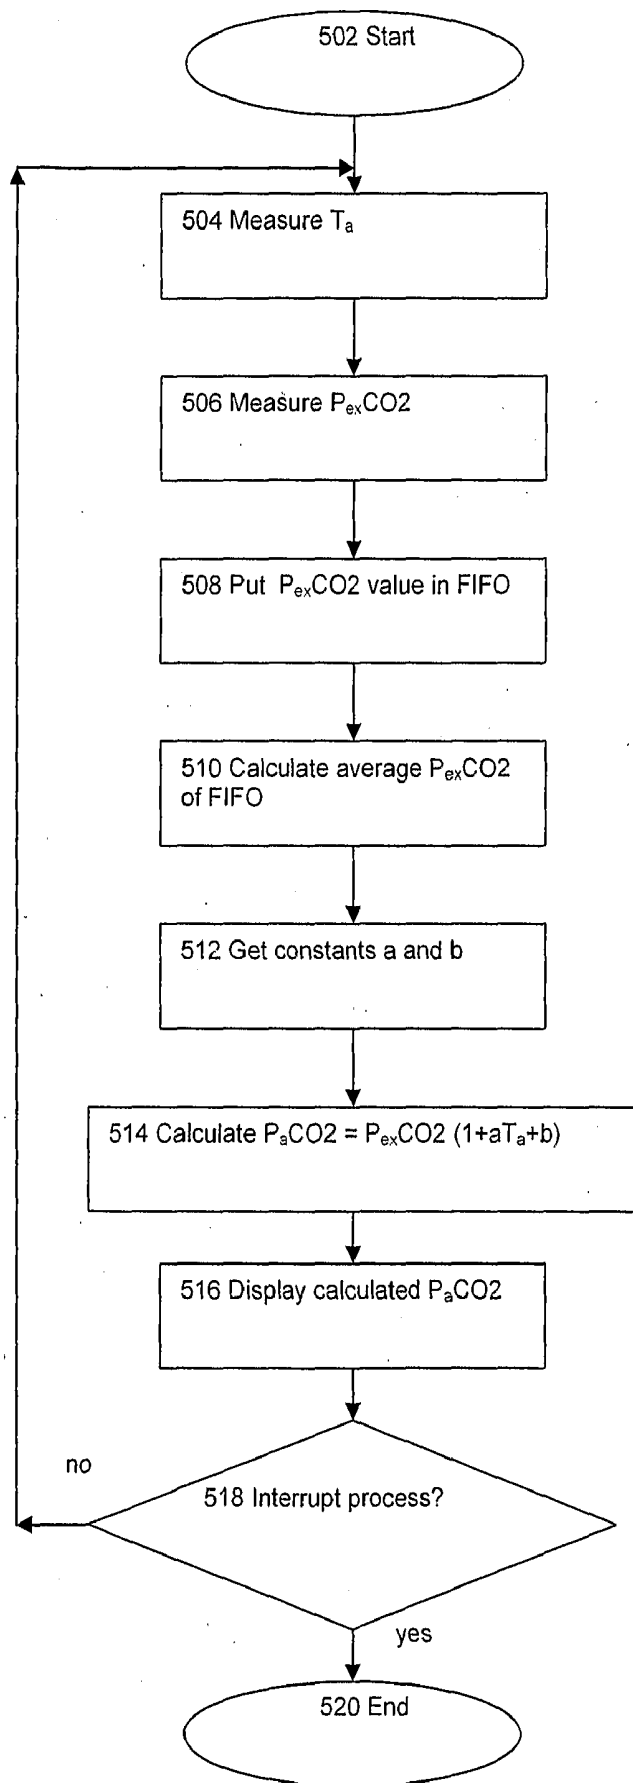 502 Start
504 Measure Tₐ
506 Measure PₑₓCO2
508 Put PₑₓCO2 value in FIFO
510 Calculate average PₑₓCO2
of FIFO
512 Get constants a and b
514 Calculate PₐCO2 = PₑₓCO2 (1+aTₐ+b)
516 Display calculated PₐCO2
no
518 Interrupt process?
yes
520 End